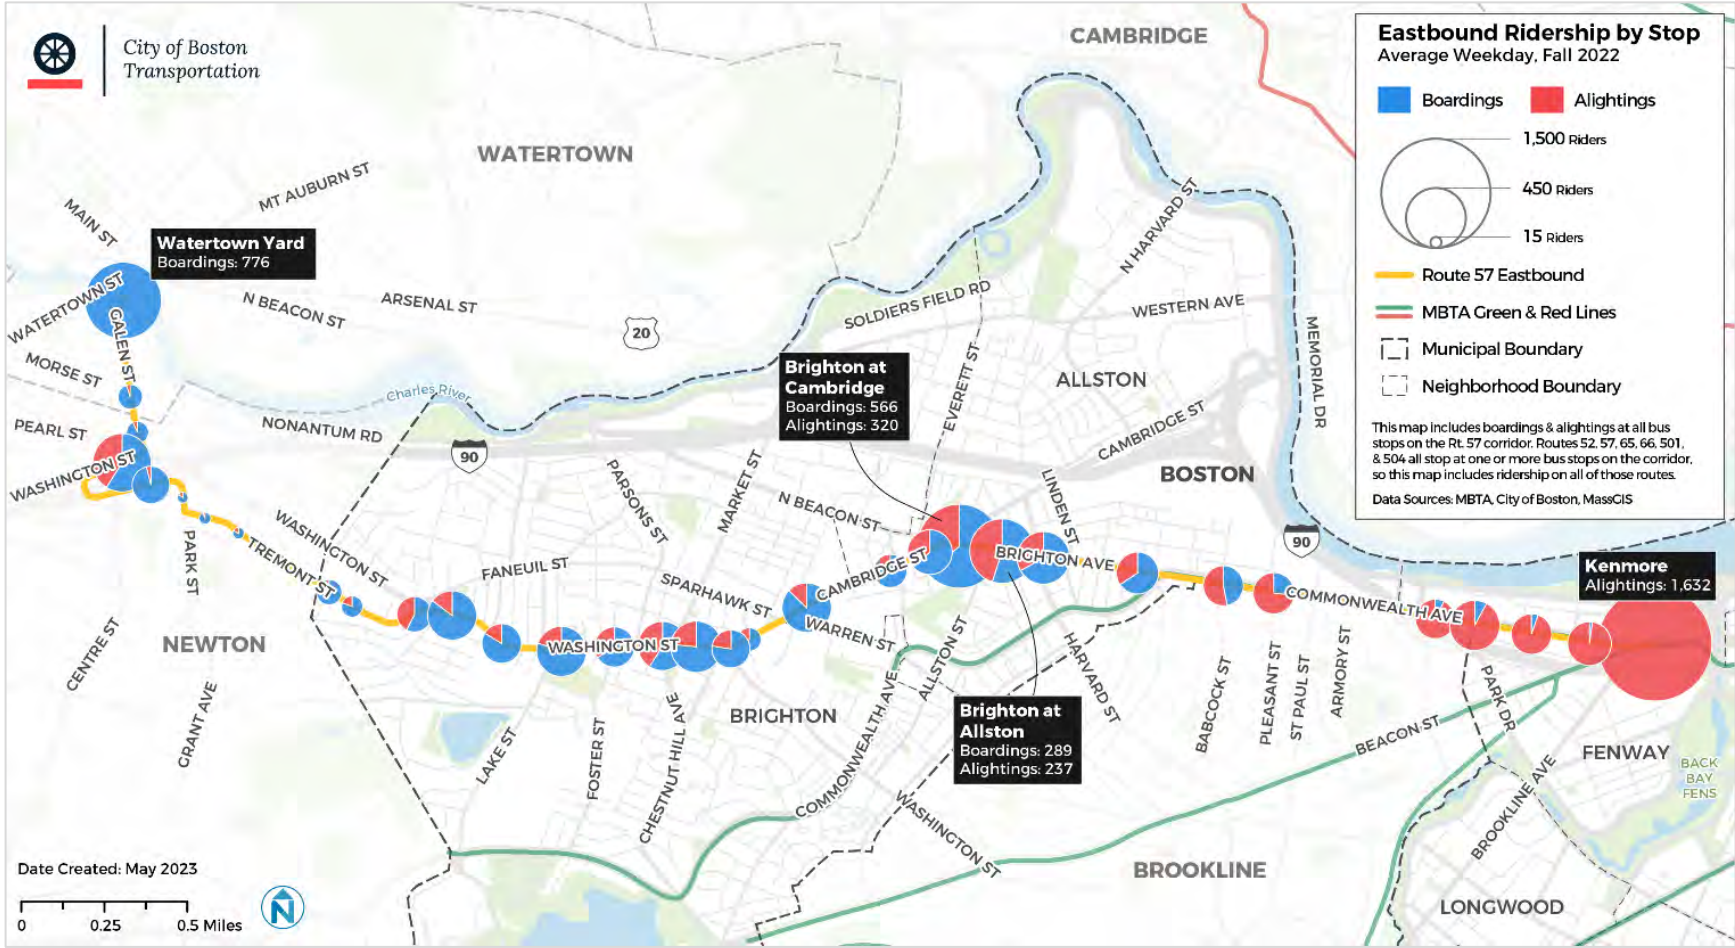 City of Boston
Transportation
CAMBRIDGE
Eastbound Ridership by Stop
Average Weekday, Fall 2022
Boardings
Alightings
1,500 Riders
450 Riders
15 Riders
Route 57 Eastbound
MBTA Green & Red Lines
Municipal Boundary
Neighborhood Boundary
This map includes boardings & alightings at all bus
stops on the Rt. 57 corridor. Routes 52, 57, 65, 66, 501,
& 504 all stop at one or more bus stops on the corridor,
so this map includes ridership on all of those routes.
Data Sources: MBTA, City of Boston, MassGIS
WATERTOWN
MT AUBURN ST
MAIN ST
Watertown Yard
Boardings: 776
WATERTOWN ST
GALEN ST
N BEACON ST
ARSENAL ST
20
MORSE ST
PEARL ST
WASHINGTON ST
NONANTUM RD
Charles River
90
SOLDIERS FIELD RD
N HARVARD ST
WESTERN AVE
MEMORIAL DR
EVERETT ST
ALLSTON
CAMBRIDGE ST
Brighton at
Cambridge
Boardings: 566
Alightings: 320
BOSTON
LINDEN ST
90
PARSONS ST
MARKET ST
N BEACON ST
WASHINGTON ST
TREMONT ST
PARK ST
FANEUIL ST
SPARHAWK ST
CAMBRIDGE ST
BRIGHTON AVE
WARREN ST
WASHINGTON ST
COMMONWEALTH AVE
Kenmore
Alightings: 1,632
NEWTON
CENTRE ST
GRANT AVE
LAKE ST
FOSTER ST
CHESTNUT HILL AVE
BRIGHTON
COMMONWEALTH AVE
ALLSTON ST
HARVARD ST
Brighton at
Allston
Boardings: 289
Alightings: 237
BABCOCK ST
PLEASANT ST
ST PAUL ST
ARMORY ST
PARK DR
BEACON ST
FENWAY
BACK
BAY
FENS
BROOKLINE AVE
WASHINGTON ST
BROOKLINE
LONGWOOD
Date Created: May 2023
0 0.25 0.5 Miles
N